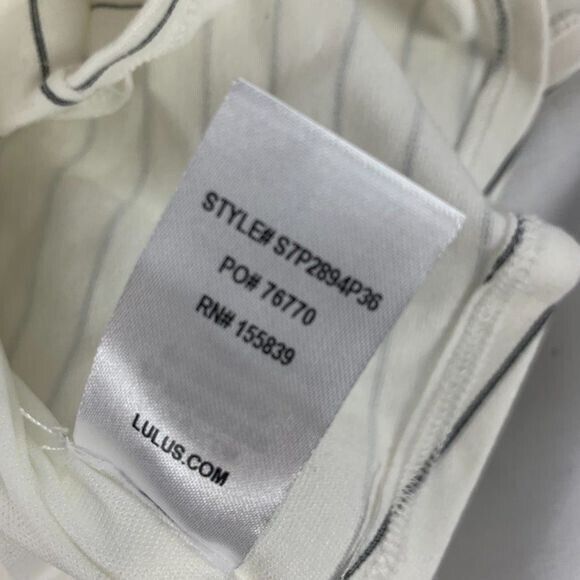 STYLE# S7P2894P36
PO# 76770
RN# 155839
LULUS.COM